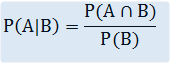 P(A|B) = P(A ∩ B) / P(B)